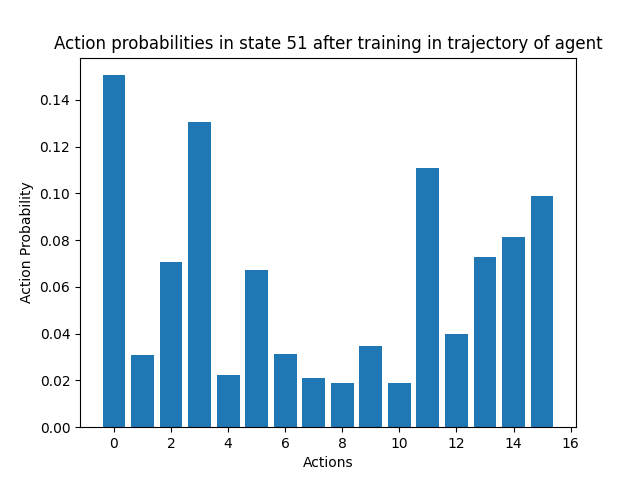 Action probabilities in state 51 after training in trajectory of agent
0.14
0.12
0.10
0.08
0.06
0.04
0.02
0.00
Action Probability
0 2 4 6 8 10 12 14 16
Actions